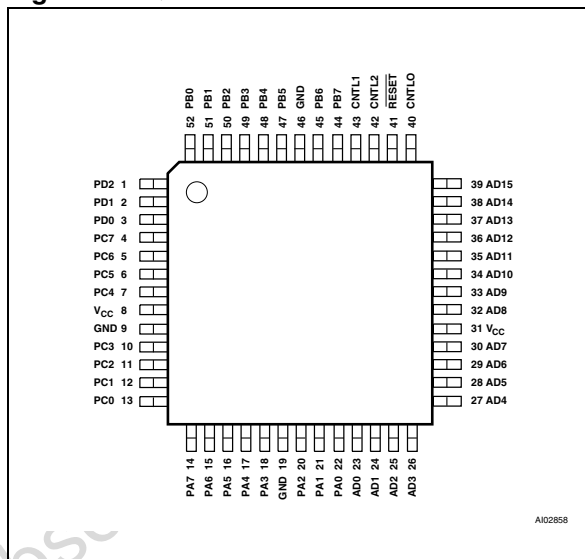 52 PB0
51 PB1
50 PB2
49 PB3
48 PB4
47 PB5
46 GND
45 PB6
44 PB7
43 CNTL1
42 CNTL2
41 RESET
40 CNTL0
PD2 1
PD1 2
PD0 3
PC7 4
PC6 5
PC5 6
PC4 7
VCC 8
GND 9
PC3 10
PC2 11
PC1 12
PC0 13
39 AD15
38 AD14
37 AD13
36 AD12
35 AD11
34 AD10
33 AD9
32 AD8
31 VCC
30 AD7
29 AD6
28 AD5
27 AD4
PA7 14
PA6 15
PA5 16
PA4 17
PA3 18
GND 19
PA2 20
PA1 21
PA0 22
AD0 23
AD1 24
AD2 25
AD3 26
AI02858